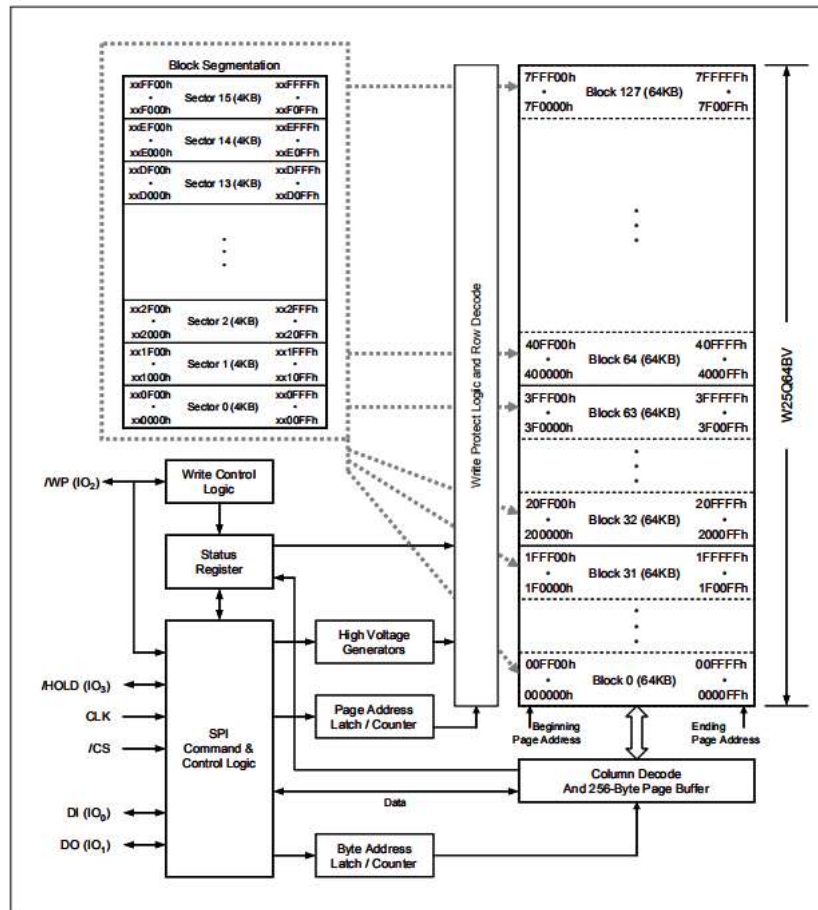 Block Segmentation
xxFF00h xxFFFFh
• Sector 15 (4KB) •
xxF000h xxF0FFh
xxEF00h xxEFFFh
• Sector 14 (4KB) •
xxE000h xxE0FFh
xxDF00h xxDFFFh
• Sector 13 (4KB) •
xxD000h xxD0FFh
xx2F00h xx2FFFh
• Sector 2 (4KB) •
xx2000h xx20FFh
xx1F00h xx1FFFh
• Sector 1 (4KB) •
xx1000h xx10FFh
xx0F00h xx0FFFh
• Sector 0 (4KB) •
xx0000h xx00FFh
Write Protect Logic and Row Decode
7FFF00h 7FFFFFh
• Block 127 (64KB) •
7F0000h 7F00FFh
40FF00h 40FFFFh
• Block 64 (64KB) •
400000h 4000FFh
3FFF00h 3FFFFFh
• Block 63 (64KB) •
3F0000h 3F00FFh
20FF00h 20FFFFh
• Block 32 (64KB) •
200000h 2000FFh
1FFF00h 1FFFFFh
• Block 31 (64KB) •
1F0000h 1F00FFh
00FF00h 00FFFFh
• Block 0 (64KB) •
000000h 0000FFh
W25Q64BV
Beginning
Page Address
Ending
Page Address
/WP (IO₂)
Write Control
Logic
Status
Register
High Voltage
Generators
/HOLD (IO₃)
CLK
/CS
DI (IO₀)
DO (IO₁)
SPI
Command &
Control Logic
Page Address
Latch / Counter
Data
Column Decode
And 256-Byte Page Buffer
Byte Address
Latch / Counter